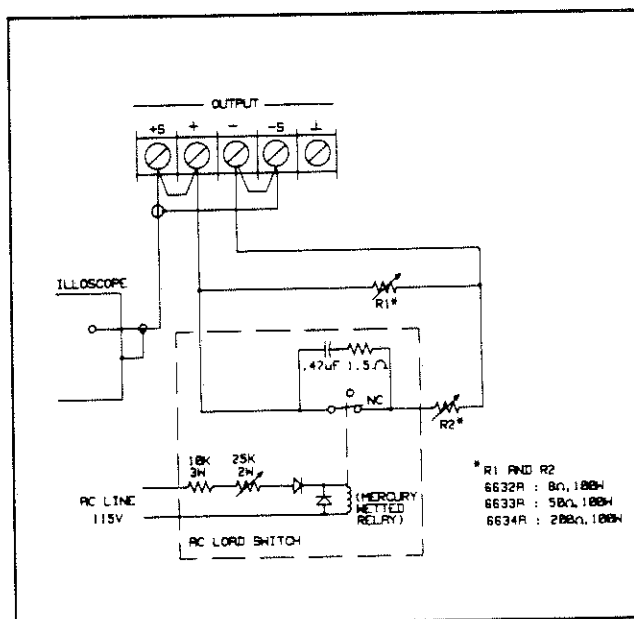 OUTPUT
+S + - -S ⊥
ILLOSCOPE
R1*
.47uF 1.5Ω
NC
R2*
10K
3W
25K
2W
AC LINE
115V
(MERCURY
WETTED
RELAY)
AC LOAD SWITCH
* R1 AND R2
6632A : 8Ω,100W
6633A : 50Ω,100W
6634A : 200Ω,100W